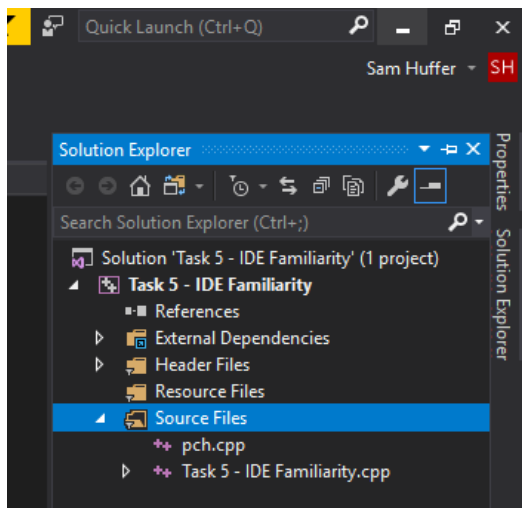 Quick Launch (Ctrl+Q)
Sam Huffer SH
Solution Explorer
Search Solution Explorer (Ctrl+;)
Solution 'Task 5 - IDE Familiarity' (1 project)
Task 5 - IDE Familiarity
References
External Dependencies
Header Files
Resource Files
Source Files
pch.cpp
Task 5 - IDE Familiarity.cpp
Properties
Solution Explorer